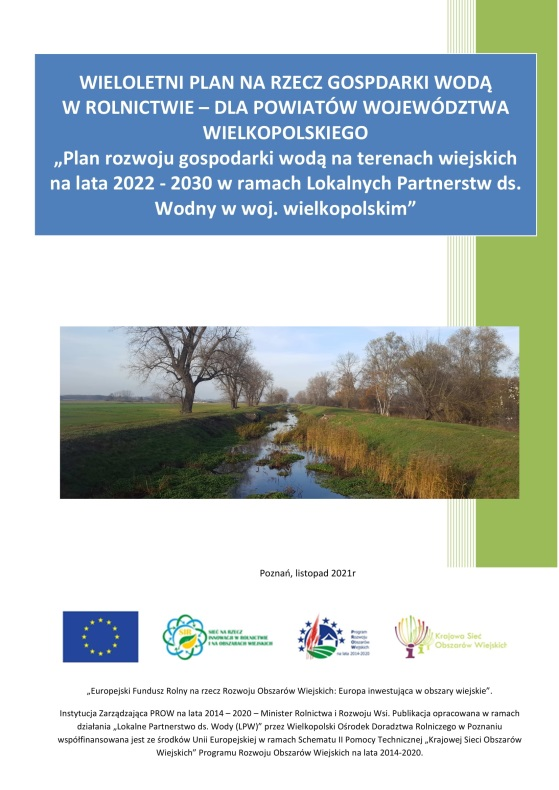 WIELOLETNI PLAN NA RZECZ GOSPDARKI WODĄ
W ROLNICTWIE – DLA POWIATÓW WOJEWÓDZTWA
WIELKOPOLSKIEGO
„Plan rozwoju gospodarki wodą na terenach wiejskich
na lata 2022 - 2030 w ramach Lokalnych Partnerstw ds.
Wodny w woj. wielkopolskim”
Poznań, listopad 2021r
SIR
SIEĆ NA RZECZ
INNOWACJI W ROLNICTWIE
I NA OBSZARACH WIEJSKICH
Program
Rozwoju
Obszarów
Wiejskich
na lata 2014-2020
Krajowa Sieć
Obszarów Wiejskich
„Europejski Fundusz Rolny na rzecz Rozwoju Obszarów Wiejskich: Europa inwestująca w obszary wiejskie”.
Instytucja Zarządzająca PROW na lata 2014 – 2020 – Minister Rolnictwa i Rozwoju Wsi. Publikacja opracowana w ramach
działania „Lokalne Partnerstwo ds. Wody (LPW)” przez Wielkopolski Ośrodek Doradztwa Rolniczego w Poznaniu
współfinansowana jest ze środków Unii Europejskiej w ramach Schematu II Pomocy Technicznej „Krajowej Sieci Obszarów
Wiejskich” Programu Rozwoju Obszarów Wiejskich na lata 2014-2020.